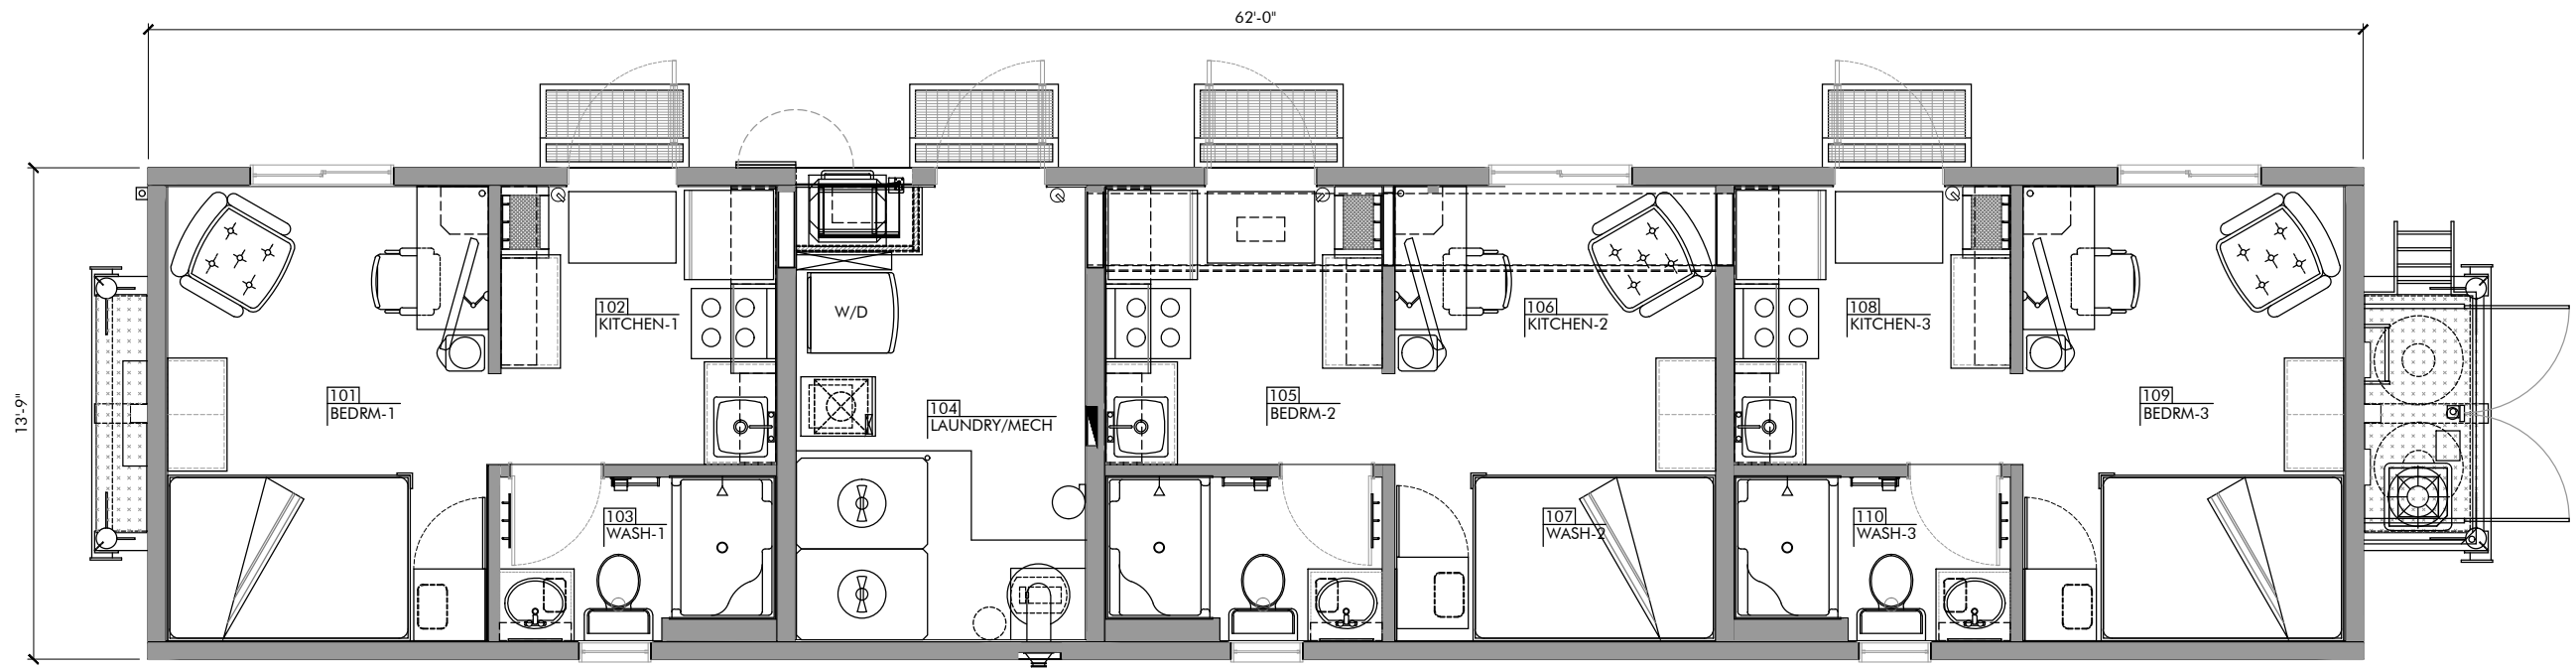 62'-0"
13'-9"
101
BEDRM-1
102
KITCHEN-1
103
WASH-1
W/D
104
LAUNDRY/MECH
105
BEDRM-2
106
KITCHEN-2
107
WASH-2
108
KITCHEN-3
109
BEDRM-3
110
WASH-3